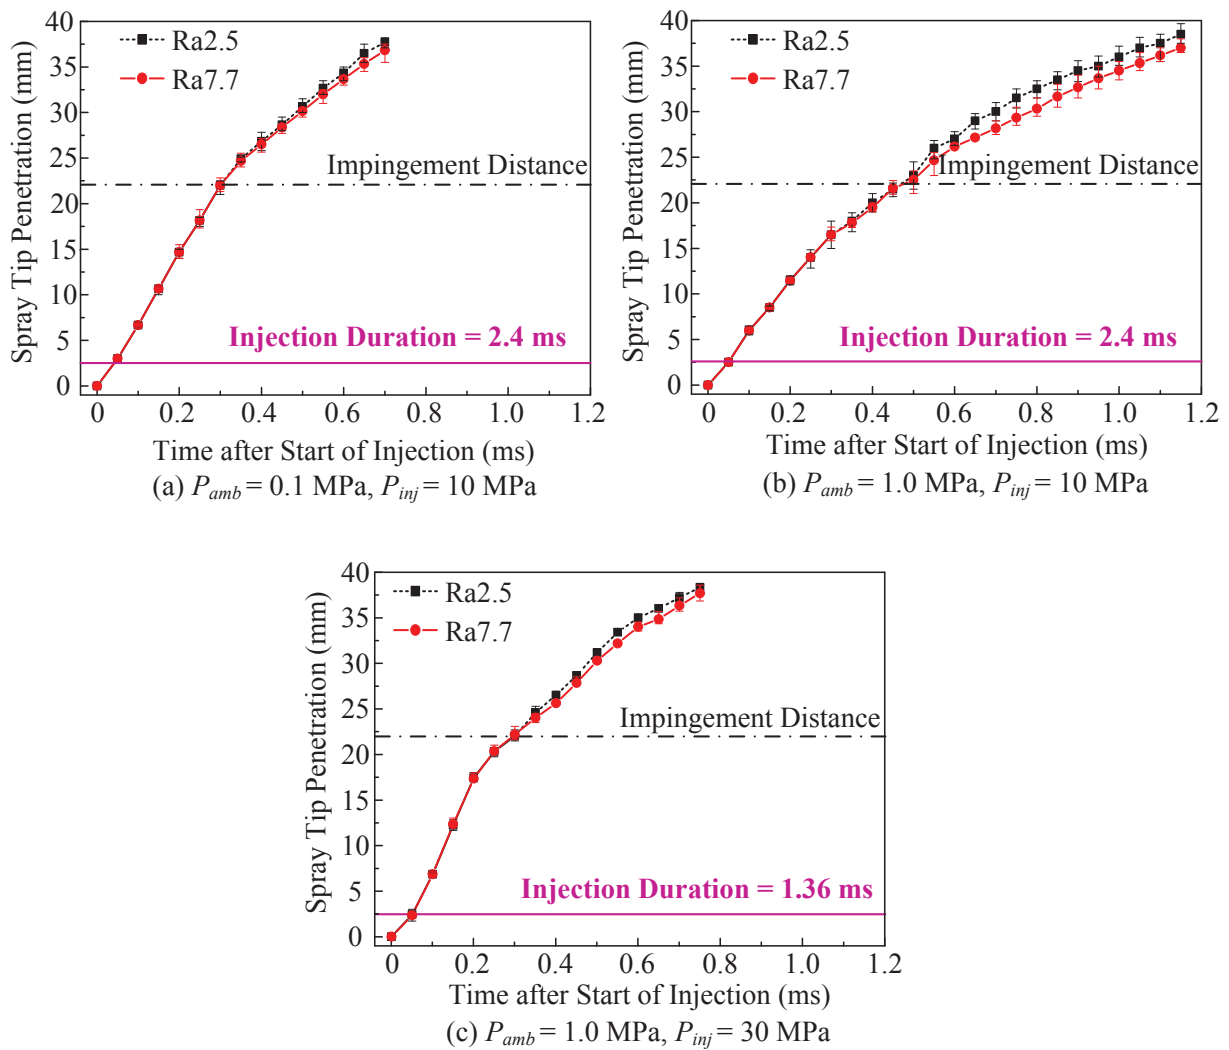 40
35
30
25
20
15
10
5
0
Spray Tip Penetration (mm)
Ra2.5
Ra7.7
Impingement Distance
Injection Duration = 2.4 ms
0 0.2 0.4 0.6 0.8 1.0 1.2
Time after Start of Injection (ms)
(a) P_amb = 0.1 MPa, P_inj = 10 MPa
40
35
30
25
20
15
10
5
0
Spray Tip Penetration (mm)
Ra2.5
Ra7.7
Impingement Distance
Injection Duration = 2.4 ms
0 0.2 0.4 0.6 0.8 1.0 1.2
Time after Start of Injection (ms)
(b) P_amb = 1.0 MPa, P_inj = 10 MPa
40
35
30
25
20
15
10
5
0
Spray Tip Penetration (mm)
Ra2.5
Ra7.7
Impingement Distance
Injection Duration = 1.36 ms
0 0.2 0.4 0.6 0.8 1.0 1.2
Time after Start of Injection (ms)
(c) P_amb = 1.0 MPa, P_inj = 30 MPa